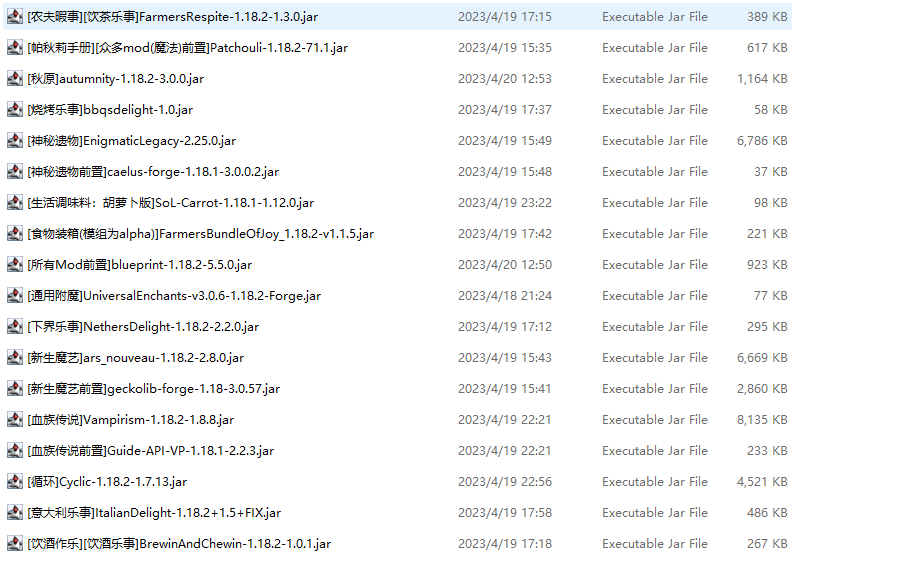 [农夫暇事][饮茶乐事]FarmersRespite-1.18.2-1.3.0.jar 2023/4/19 17:15 Executable Jar File 389 KB
[帕秋莉手册][众多mod(魔法)前置]Patchouli-1.18.2-71.1.jar 2023/4/19 15:35 Executable Jar File 617 KB
[秋原]autumnity-1.18.2-3.0.0.jar 2023/4/20 12:53 Executable Jar File 1,164 KB
[烧烤乐事]bbqsdelight-1.0.jar 2023/4/19 17:37 Executable Jar File 58 KB
[神秘遗物]EnigmaticLegacy-2.25.0.jar 2023/4/19 15:49 Executable Jar File 6,786 KB
[神秘遗物前置]caelus-forge-1.18.1-3.0.0.2.jar 2023/4/19 15:48 Executable Jar File 37 KB
[生活调味料：胡萝卜版]SoL-Carrot-1.18.1-1.12.0.jar 2023/4/19 23:22 Executable Jar File 98 KB
[食物装箱(模组为alpha)]FarmersBundleOfJoy_1.18.2-v1.1.5.jar 2023/4/19 17:42 Executable Jar File 221 KB
[所有Mod前置]blueprint-1.18.2-5.5.0.jar 2023/4/20 12:50 Executable Jar File 923 KB
[通用附魔]UniversalEnchants-v3.0.6-1.18.2-Forge.jar 2023/4/18 21:24 Executable Jar File 77 KB
[下界乐事]NethersDelight-1.18.2-2.2.0.jar 2023/4/19 17:12 Executable Jar File 295 KB
[新生魔艺]ars_nouveau-1.18.2-2.8.0.jar 2023/4/19 15:43 Executable Jar File 6,669 KB
[新生魔艺前置]geckolib-forge-1.18-3.0.57.jar 2023/4/19 15:41 Executable Jar File 2,860 KB
[血族传说]Vampirism-1.18.2-1.8.8.jar 2023/4/19 22:21 Executable Jar File 8,135 KB
[血族传说前置]Guide-API-VP-1.18.1-2.2.3.jar 2023/4/19 22:21 Executable Jar File 233 KB
[循环]Cyclic-1.18.2-1.7.13.jar 2023/4/19 22:56 Executable Jar File 4,521 KB
[意大利乐事]ItalianDelight-1.18.2+1.5+FIX.jar 2023/4/19 17:58 Executable Jar File 486 KB
[饮酒作乐][饮酒乐事]BrewinAndChewin-1.18.2-1.0.1.jar 2023/4/19 17:18 Executable Jar File 267 KB